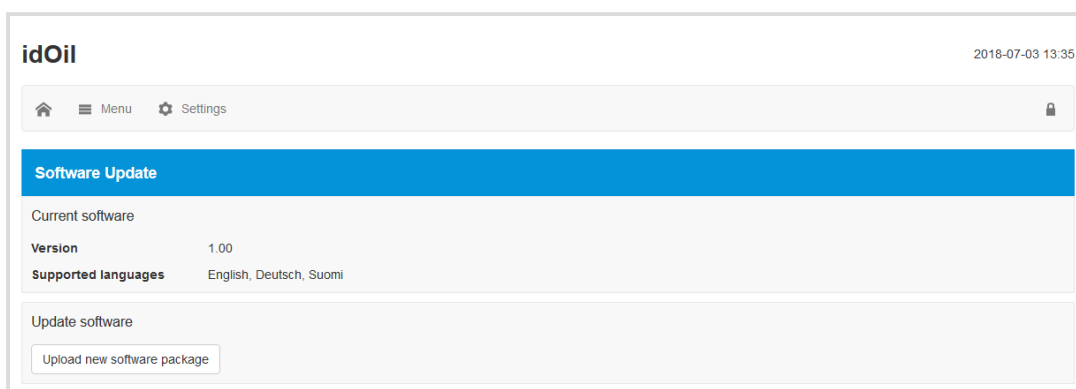 idOil
2018-07-03 13:35
Menu Settings
Software Update
Current software
Version 1.00
Supported languages English, Deutsch, Suomi
Update software
Upload new software package